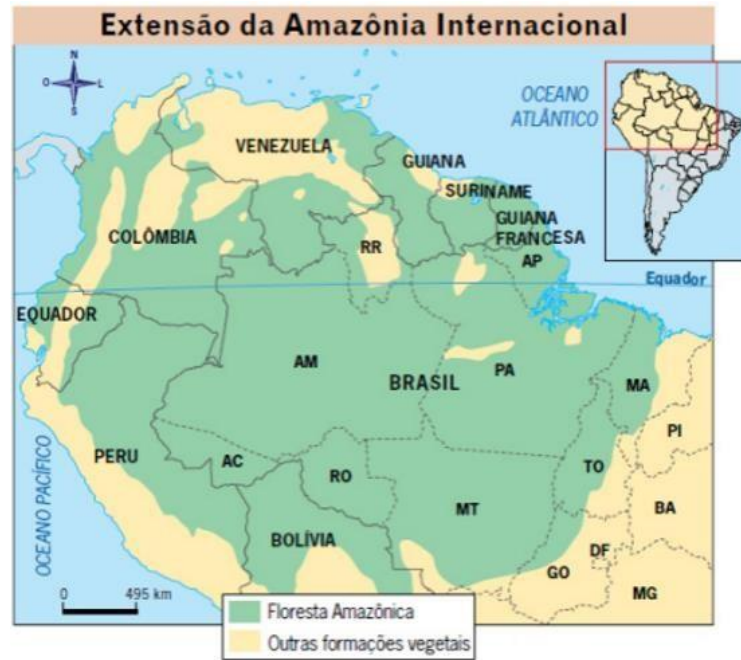 Extensão da Amazônia Internacional
N
O
L
S
OCEANO
ATLÂNTICO
VENEZUELA
GUIANA
SURINAME
GUIANA
FRANCESA
COLÔMBIA
RR
AP
Equador
EQUADOR
AM
PA
BRASIL
MA
PI
PERU
AC
RO
TO
MT
BA
BOLÍVIA
DF
GO
MG
OCEANO PACÍFICO
0 495 km
Floresta Amazônica
Outras formações vegetais